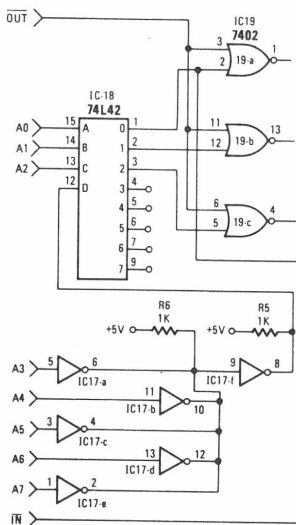 OUT
IC19
7402
3
1
2
19-a
IC-18
74L42
A0
15
A
0
1
11
13
A1
14
B
1
2
12
19-b
A2
13
C
2
3
12
D
3
4
6
4
4
5
5
19-c
5
6
6
7
7
9
R6
1K
R5
1K
+5V
+5V
A3
5
6
9
8
IC17-a
IC17-f
A4
11
10
IC17-b
A5
3
4
IC17-c
A6
13
12
IC17-d
A7
1
2
IC17-e
IN